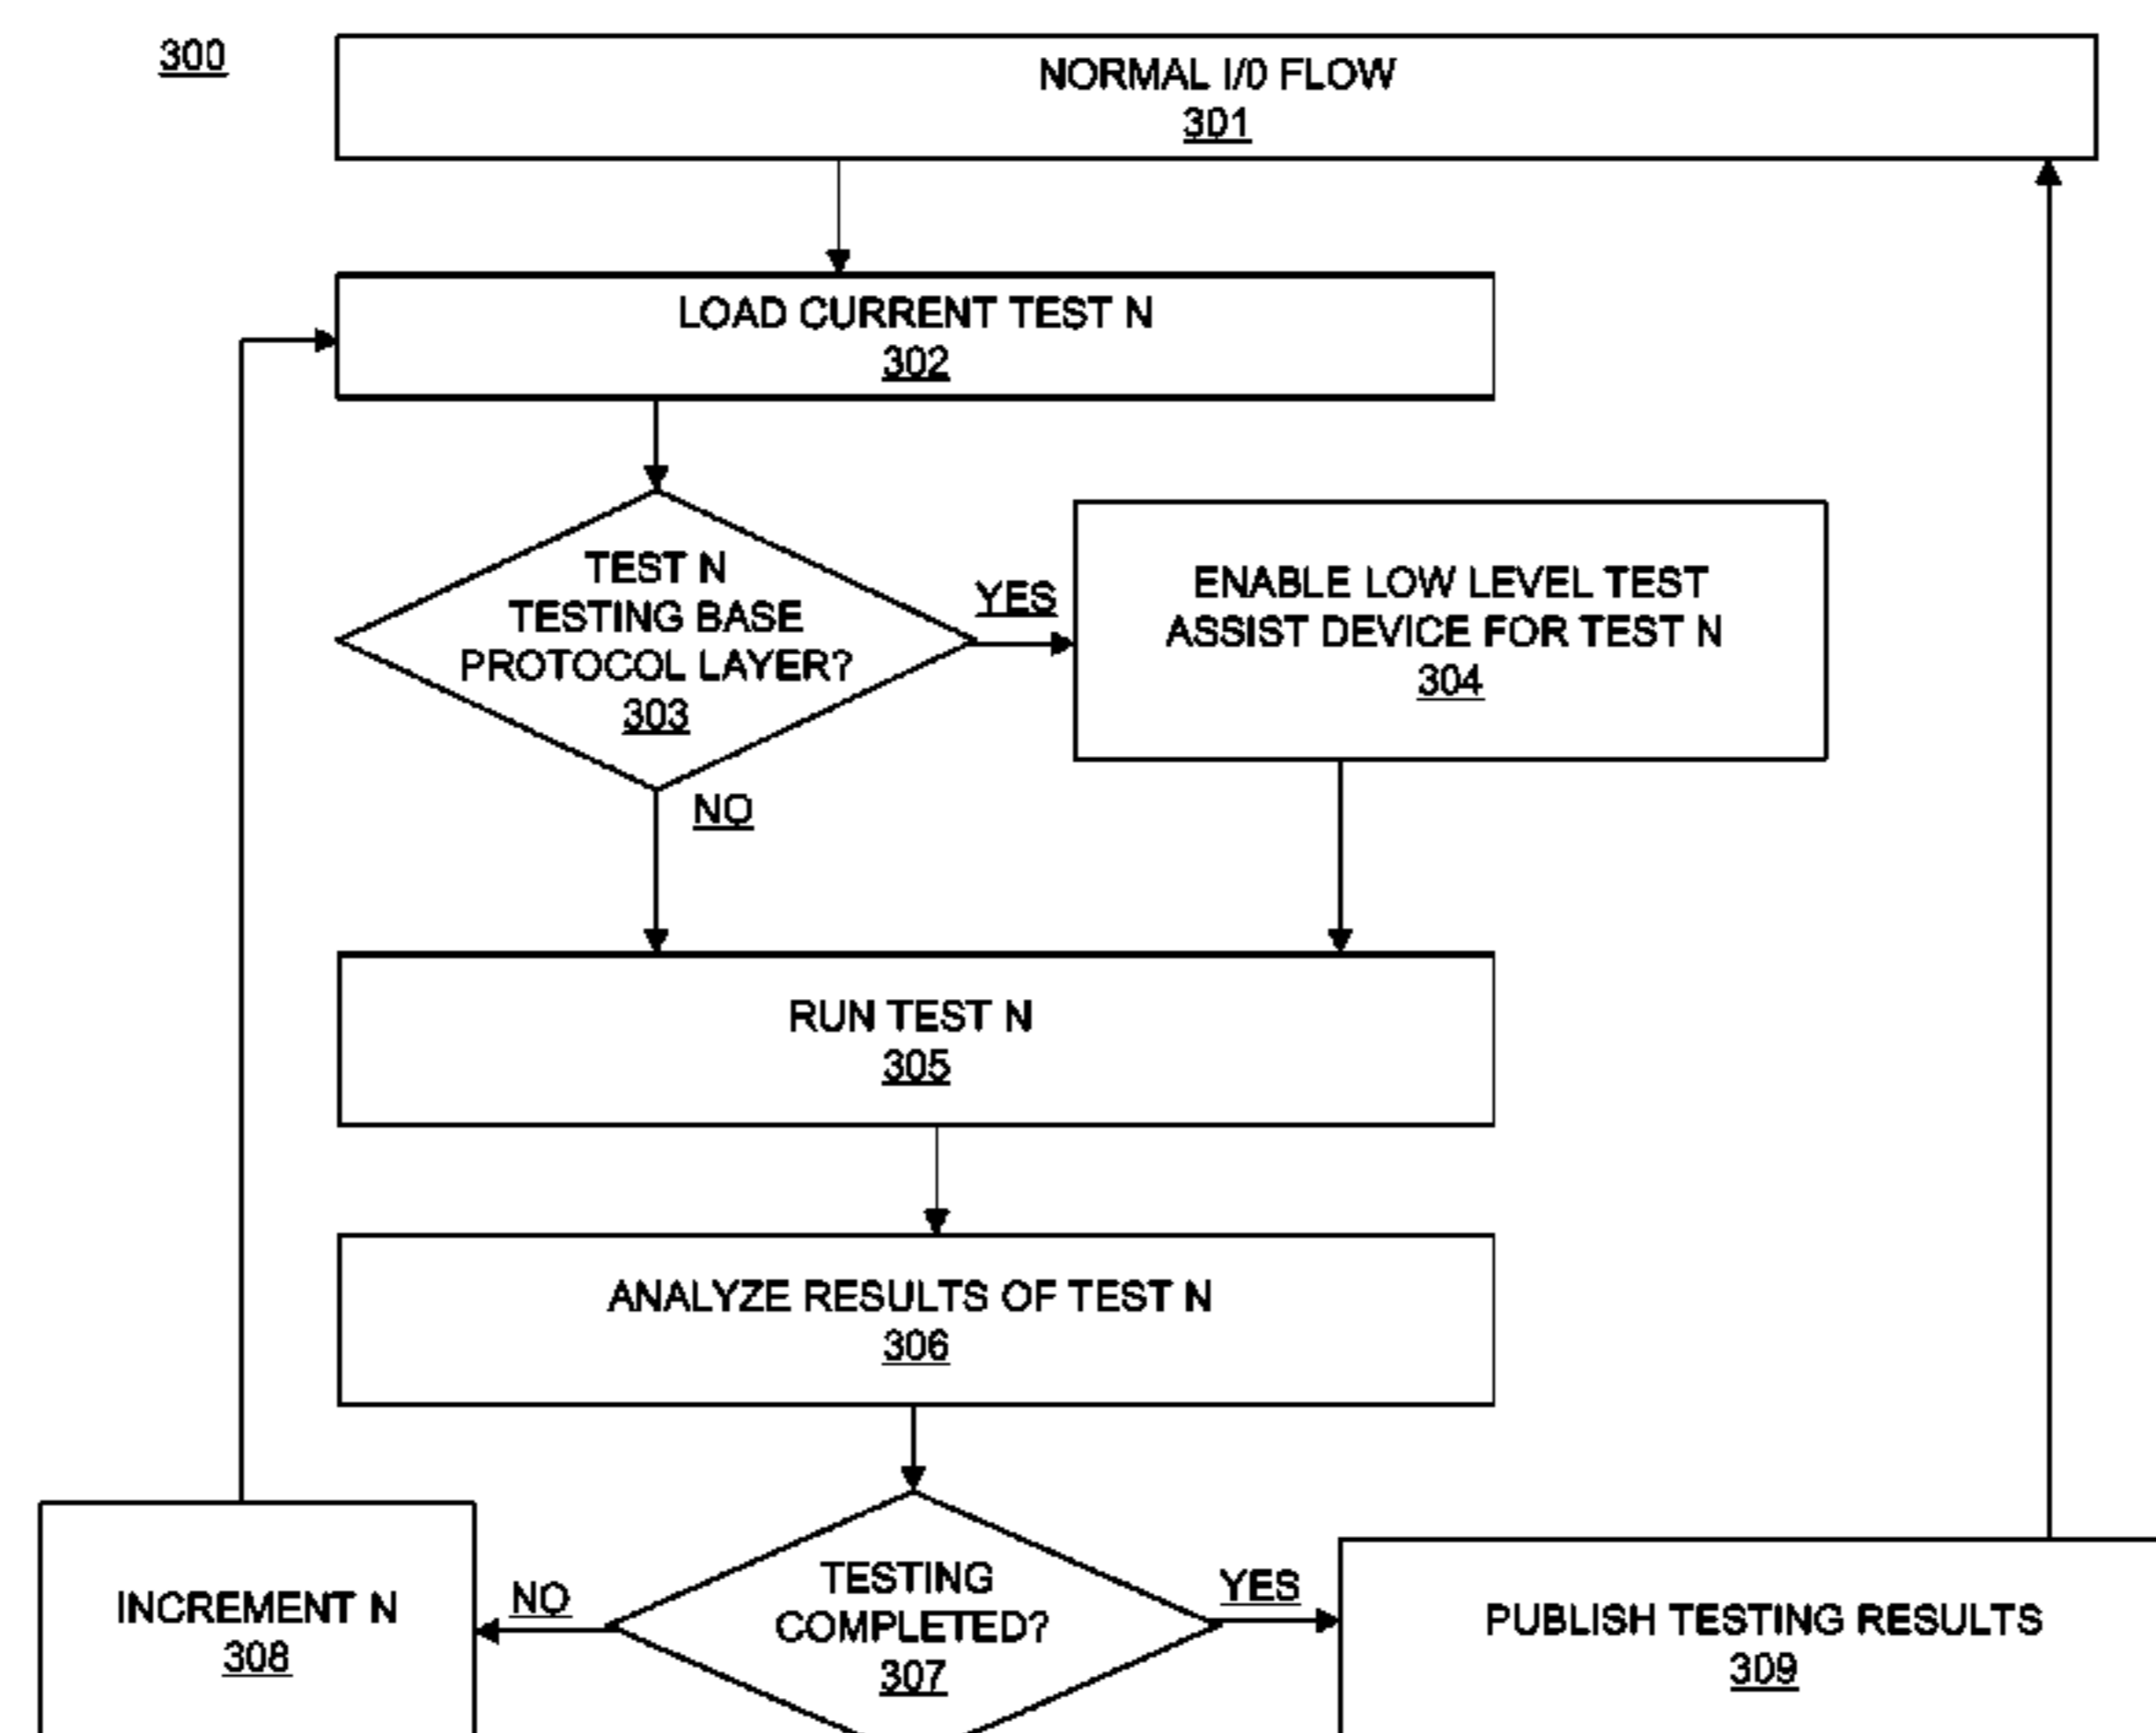 300
NORMAL I/0 FLOW
301
LOAD CURRENT TEST N
302
TEST N
TESTING BASE
PROTOCOL LAYER?
303
YES
ENABLE LOW LEVEL TEST
ASSIST DEVICE FOR TEST N
304
NO
RUN TEST N
305
ANALYZE RESULTS OF TEST N
306
INCREMENT N
308
NO
TESTING
COMPLETED?
307
YES
PUBLISH TESTING RESULTS
309